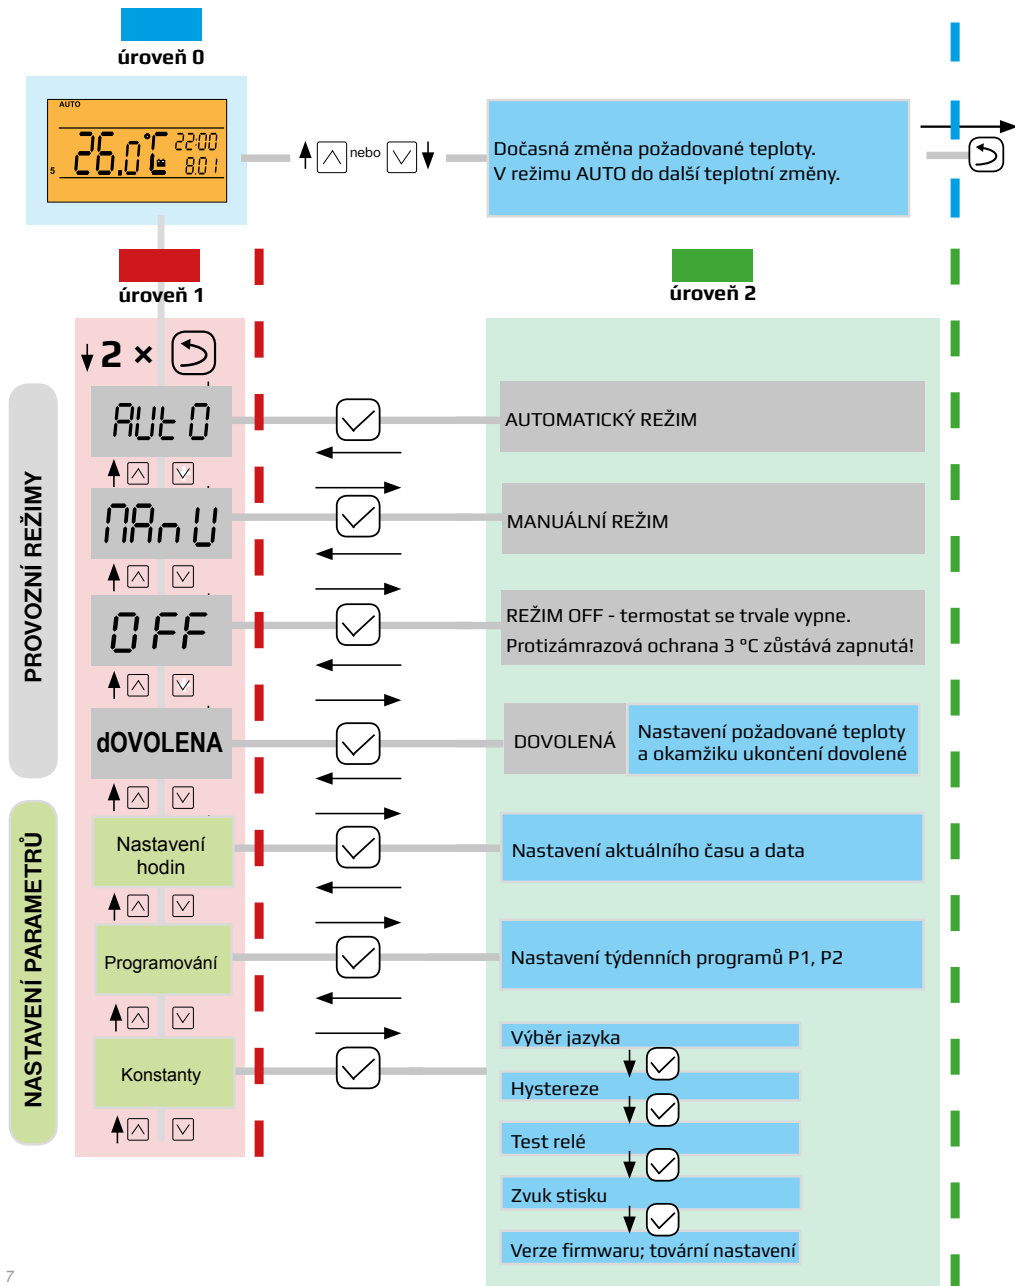 úroveň 0
AUTO
26.0°C
22:00
8.01
5
nebo
Dočasná změna požadované teploty.
V režimu AUTO do další teplotní změny.
úroveň 1
úroveň 2
2 ×
PROVOZNÍ REŽIMY
AUtO
AUTOMATICKÝ REŽIM
MAnU
MANUÁLNÍ REŽIM
OFF
REŽIM OFF - termostat se trvale vypne.
Protizámrazová ochrana 3 °C zůstává zapnutá!
dOVOLENA
DOVOLENÁ
Nastavení požadované teploty
a okamžiku ukončení dovolené
NASTAVENÍ PARAMETRŮ
Nastavení
hodin
Nastavení aktuálního času a data
Programování
Nastavení týdenních programů P1, P2
Konstanty
Výběr jazyka
Hystereze
Test relé
Zvuk stisku
Verze firmwaru; tovární nastavení
7